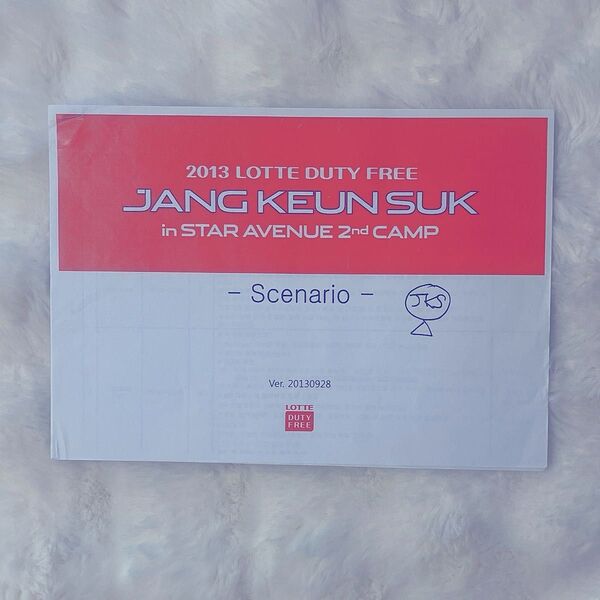 2013 LOTTE DUTY FREE
JANG KEUN SUK
in STAR AVENUE 2nd CAMP
- Scenario -
JKS
Ver. 20130928
LOTTE
DUTY
FREE